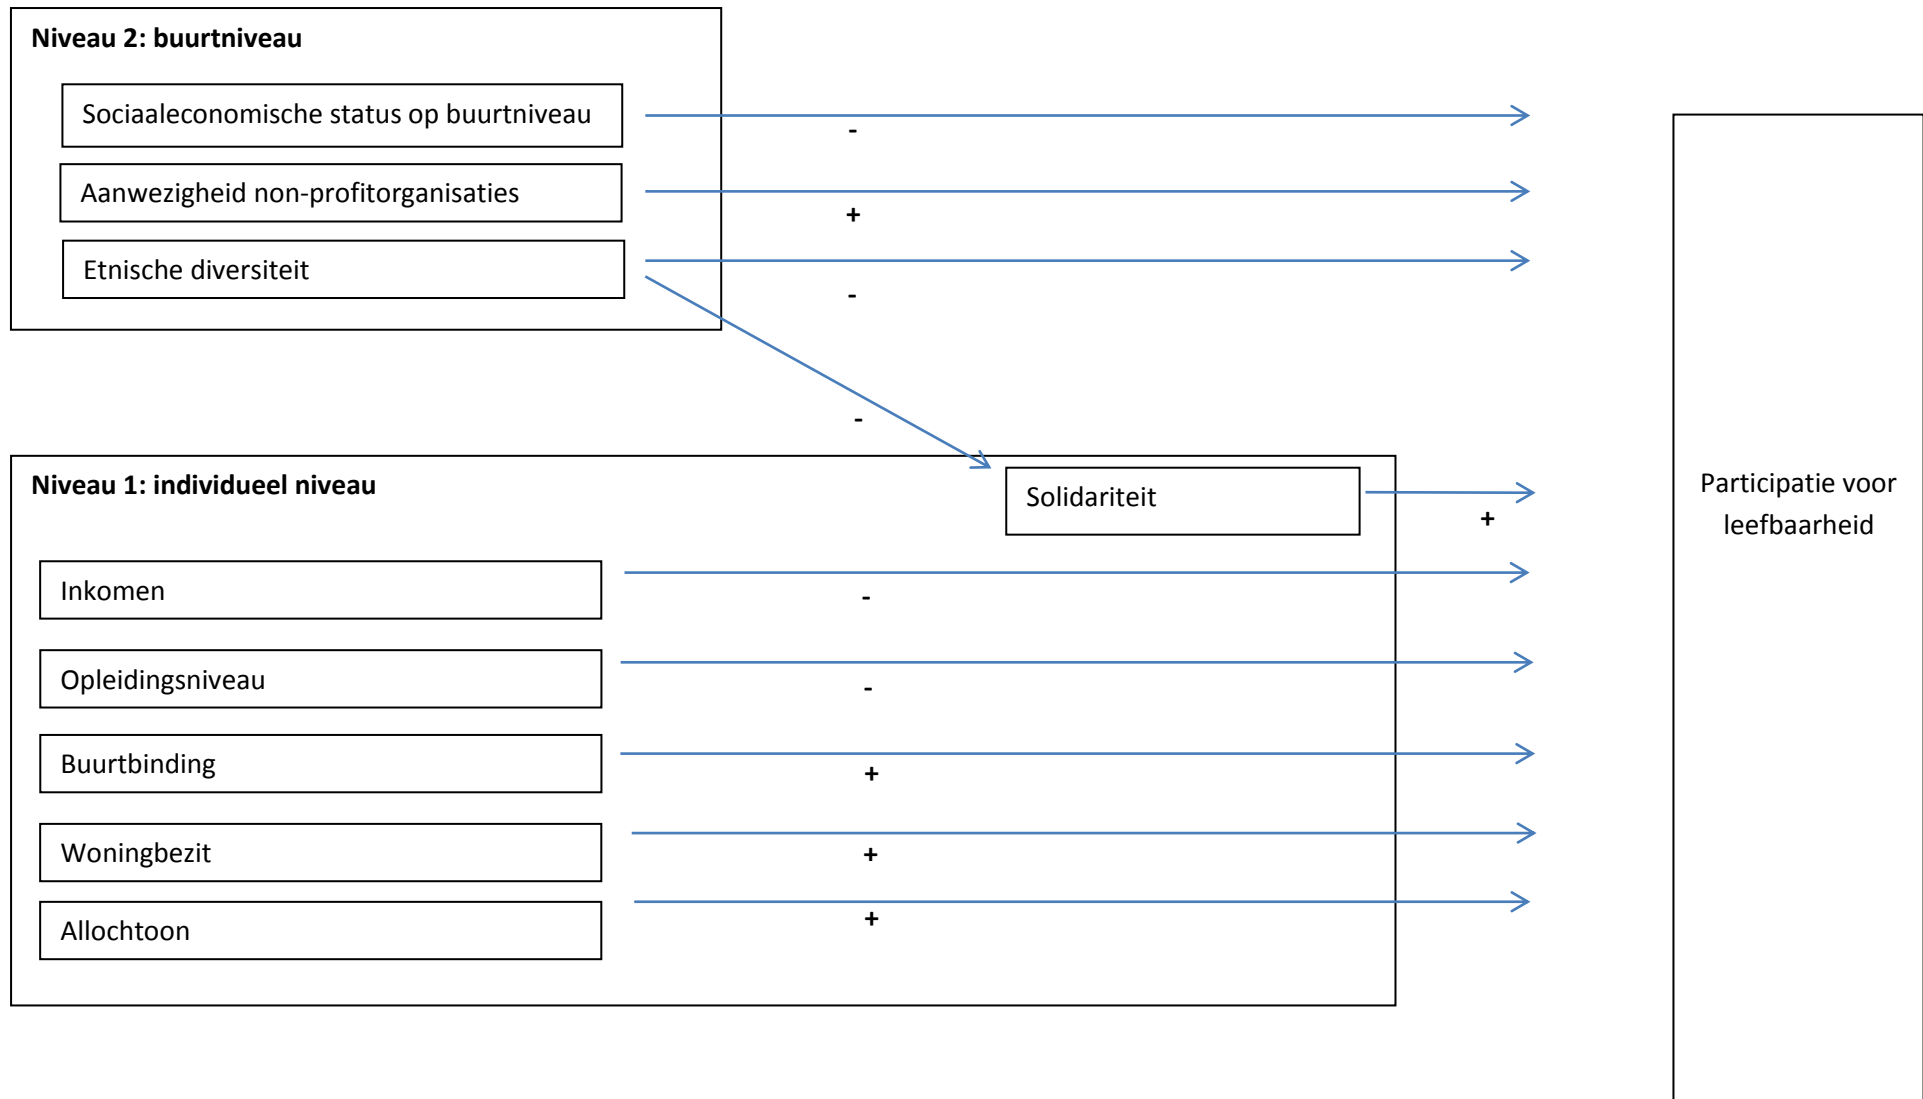 Niveau 2: buurtniveau
Sociaaleconomische status op buurtniveau
-
Aanwezigheid non-profitorganisaties
+
Etnische diversiteit
-
-
Niveau 1: individueel niveau
Solidariteit
+
Participatie voor
leefbaarheid
Inkomen
-
Opleidingsniveau
-
Buurtbinding
+
Woningbezit
+
Allochtoon
+